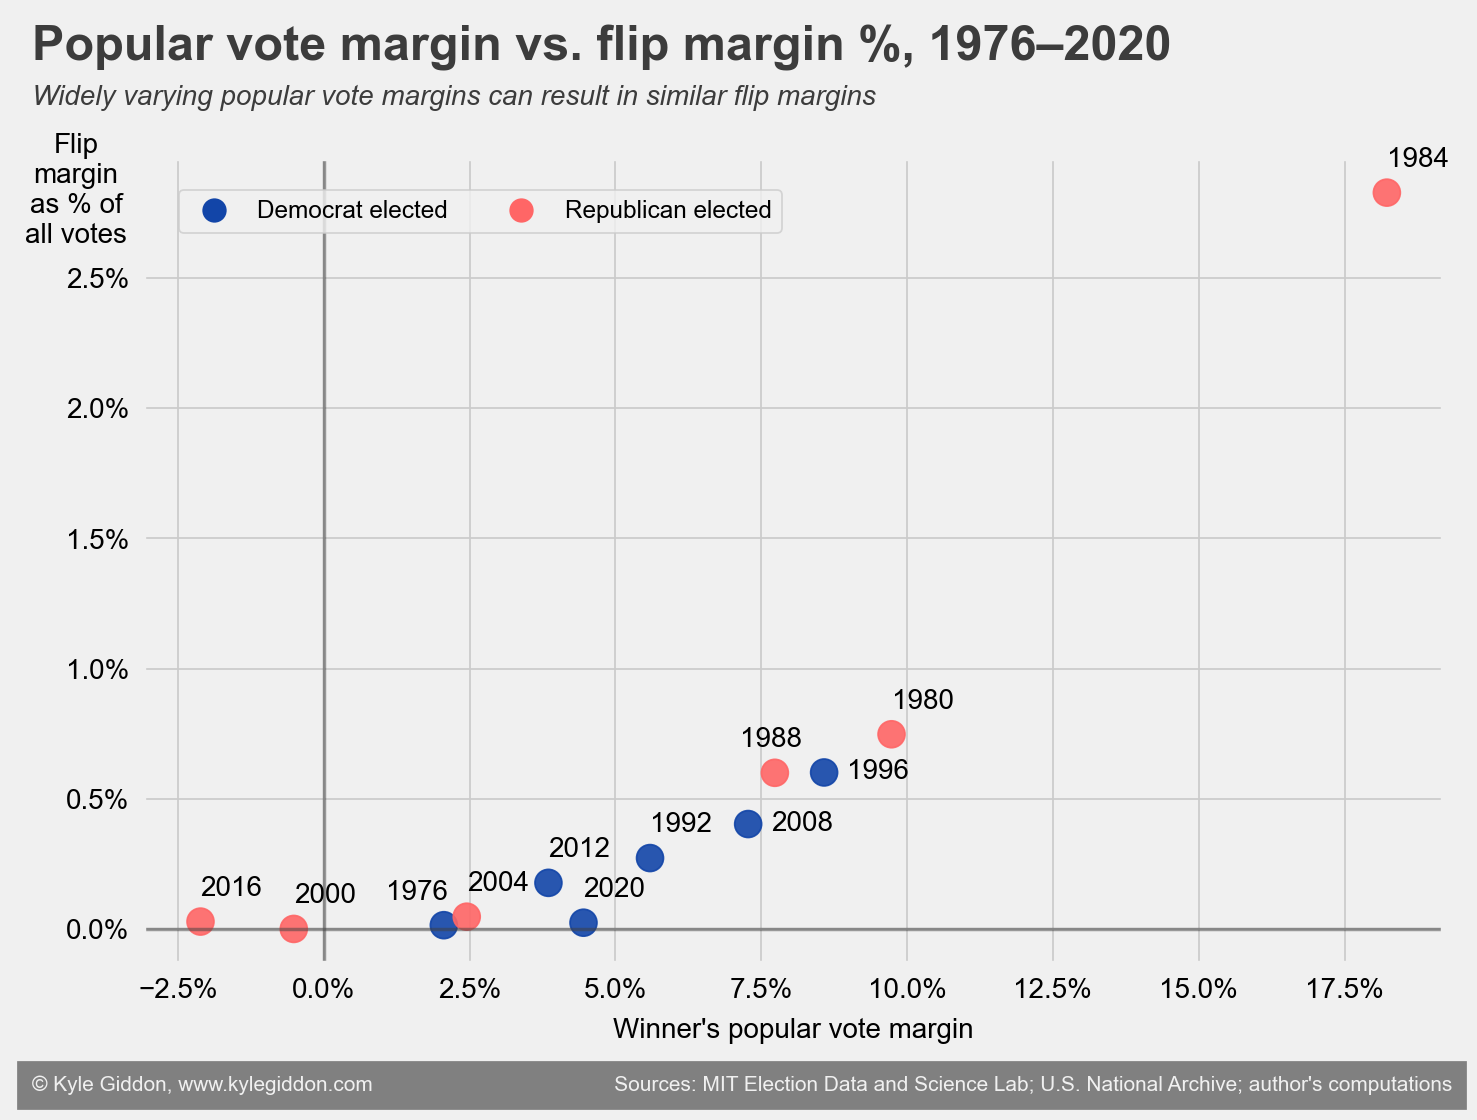 Popular vote margin vs. flip margin %, 1976–2020
Widely varying popular vote margins can result in similar flip margins
Flip
margin
as % of
all votes
Democrat elected
Republican elected
1984
2.5%
2.0%
1.5%
1.0%
1980
1988
1996
0.5%
1992
2008
2012
2004
2020
1976
2016
2000
0.0%
−2.5%
0.0%
2.5%
5.0%
7.5%
10.0%
12.5%
15.0%
17.5%
Winner's popular vote margin
© Kyle Giddon, www.kylegiddon.com
Sources: MIT Election Data and Science Lab; U.S. National Archive; author's computations